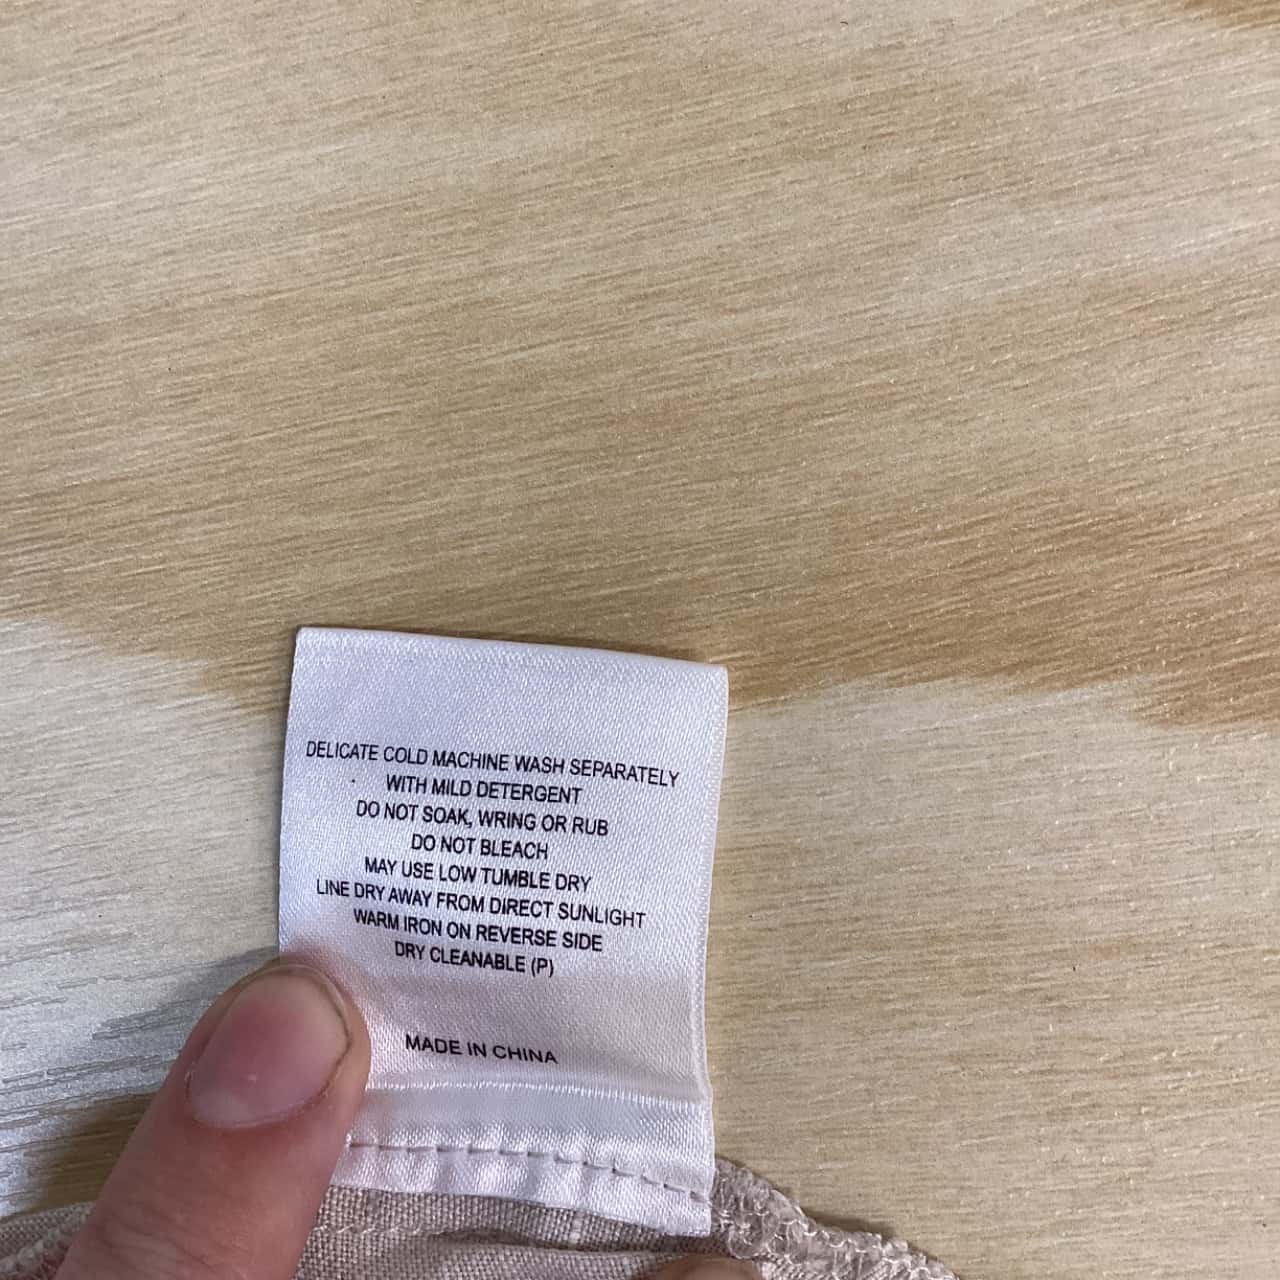 DELICATE COLD MACHINE WASH SEPARATELY
WITH MILD DETERGENT
DO NOT SOAK, WRING OR RUB
DO NOT BLEACH
MAY USE LOW TUMBLE DRY
LINE DRY AWAY FROM DIRECT SUNLIGHT
WARM IRON ON REVERSE SIDE
DRY CLEANABLE (P)
MADE IN CHINA